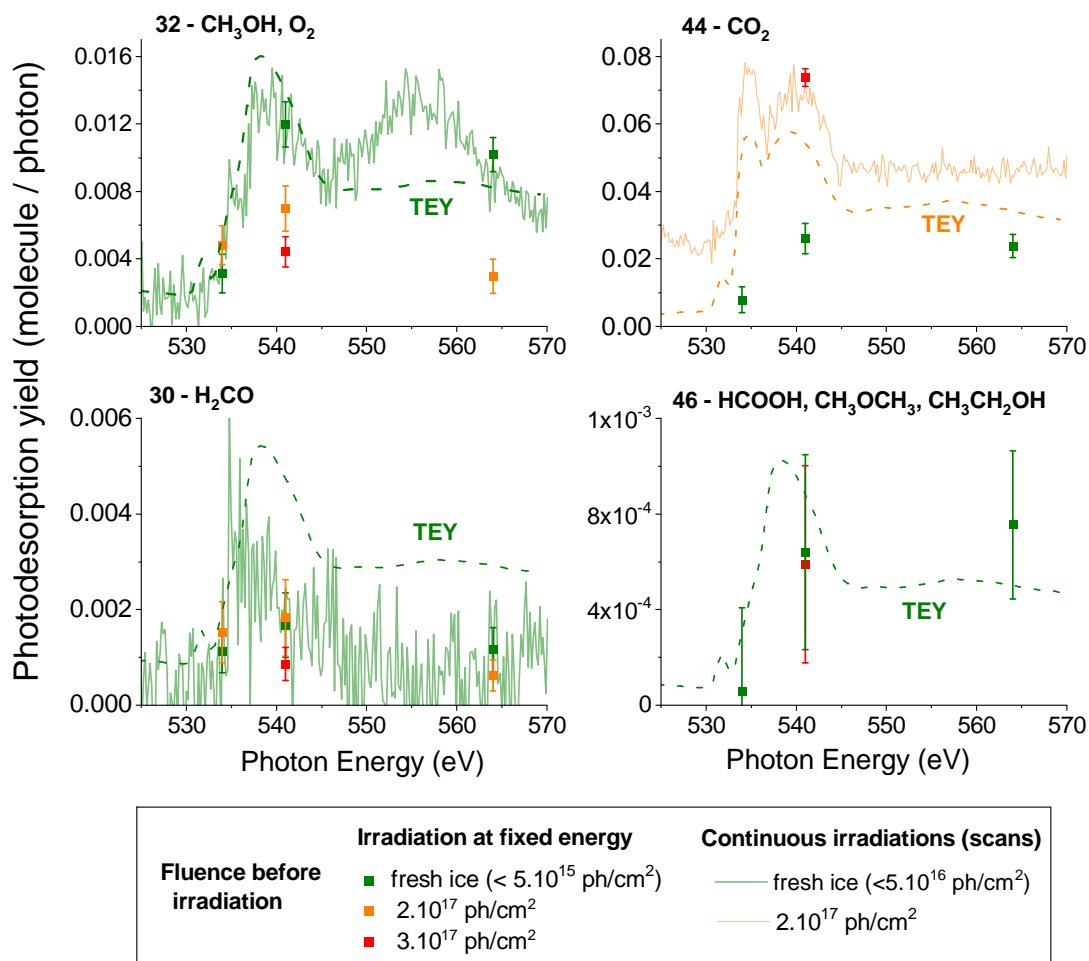 32 - CH₃OH, O₂
44 - CO₂
Photodesorption yield (molecule / photon)
0.016
0.012
0.008
0.004
0.000
TEY
530 540 550 560 570
0.08
0.06
0.04
0.02
0.00
TEY
530 540 550 560 570
30 - H₂CO
46 - HCOOH, CH₃OCH₃, CH₃CH₂OH
0.006
0.004
0.002
0.000
TEY
530 540 550 560 570
Photon Energy (eV)
1x10⁻³
8x10⁻⁴
4x10⁻⁴
0
TEY
530 540 550 560 570
Photon Energy (eV)
Fluence before
irradiation
Irradiation at fixed energy
fresh ice (< 5.10¹⁵ ph/cm²)
2.10¹⁷ ph/cm²
3.10¹⁷ ph/cm²
Continuous irradiations (scans)
fresh ice (<5.10¹⁶ ph/cm²)
2.10¹⁷ ph/cm²